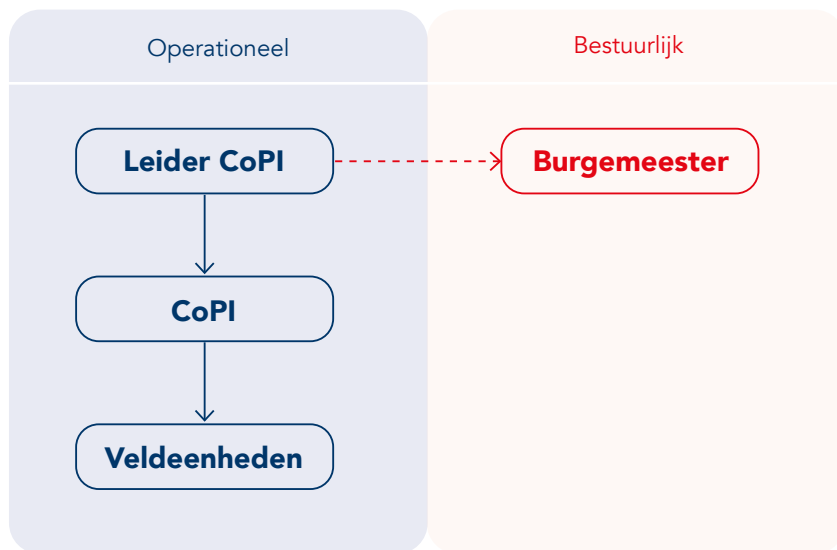 Operationeel
Bestuurlijk
Leider CoPI
Burgemeester
CoPI
Veldeenheden